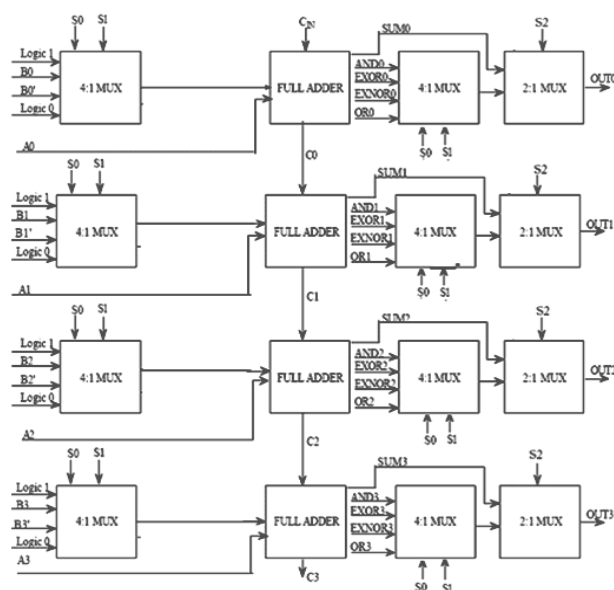 S0 S1 C_IN SUM0 S2
Logic 1
B0
B0'
Logic 0
4:1 MUX
FULL ADDER
AND0
EXOR0
EXNOR0
OR0
4:1 MUX
2:1 MUX
OUT0
A0
S0 S1
C0
S0 S1 SUM1 S2
Logic 1
B1
B1'
Logic 0
4:1 MUX
FULL ADDER
AND1
EXOR1
EXNOR1
OR1
4:1 MUX
2:1 MUX
OUT1
A1
S0 S1
C1
S0 S1 SUM2 S2
Logic 1
B2
B2'
Logic 0
4:1 MUX
FULL ADDER
AND2
EXOR2
EXNOR2
OR2
4:1 MUX
2:1 MUX
OUT2
A2
S0 S1
C2
S0 S1 SUM3 S2
Logic 1
B3
B3'
Logic 0
4:1 MUX
FULL ADDER
AND3
EXOR3
EXNOR3
OR3
4:1 MUX
2:1 MUX
OUT3
A3
C3
S0 S1